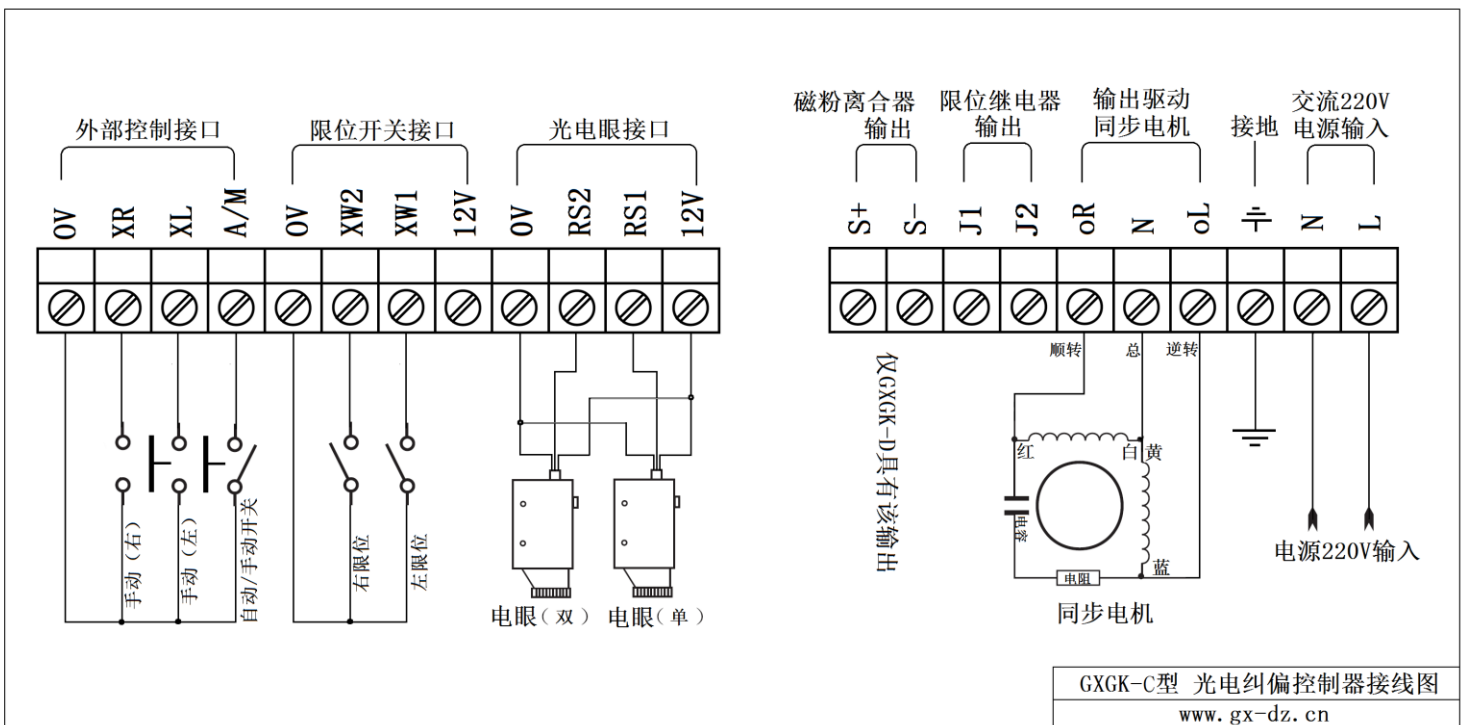 外部控制接口
限位开关接口
光电眼接口
磁粉离合器
输出
限位继电器
输出
输出驱动
同步电机
接地
交流220V
电源输入
0V
XR
XL
A/M
0V
XW2
XW1
12V
0V
RS2
RS1
12V
S+
S-
J1
J2
oR
N
oL
N
L
手动（右）
手动（左）
自动/手动开关
右限位
左限位
电眼（双）
电眼（单）
仅GXGK-D具有该输出
顺转
总
逆转
红
白
黄
电容
电阻
蓝
同步电机
电源220V输入
GXGK-C型 光电纠偏控制器接线图
www.gx-dz.cn